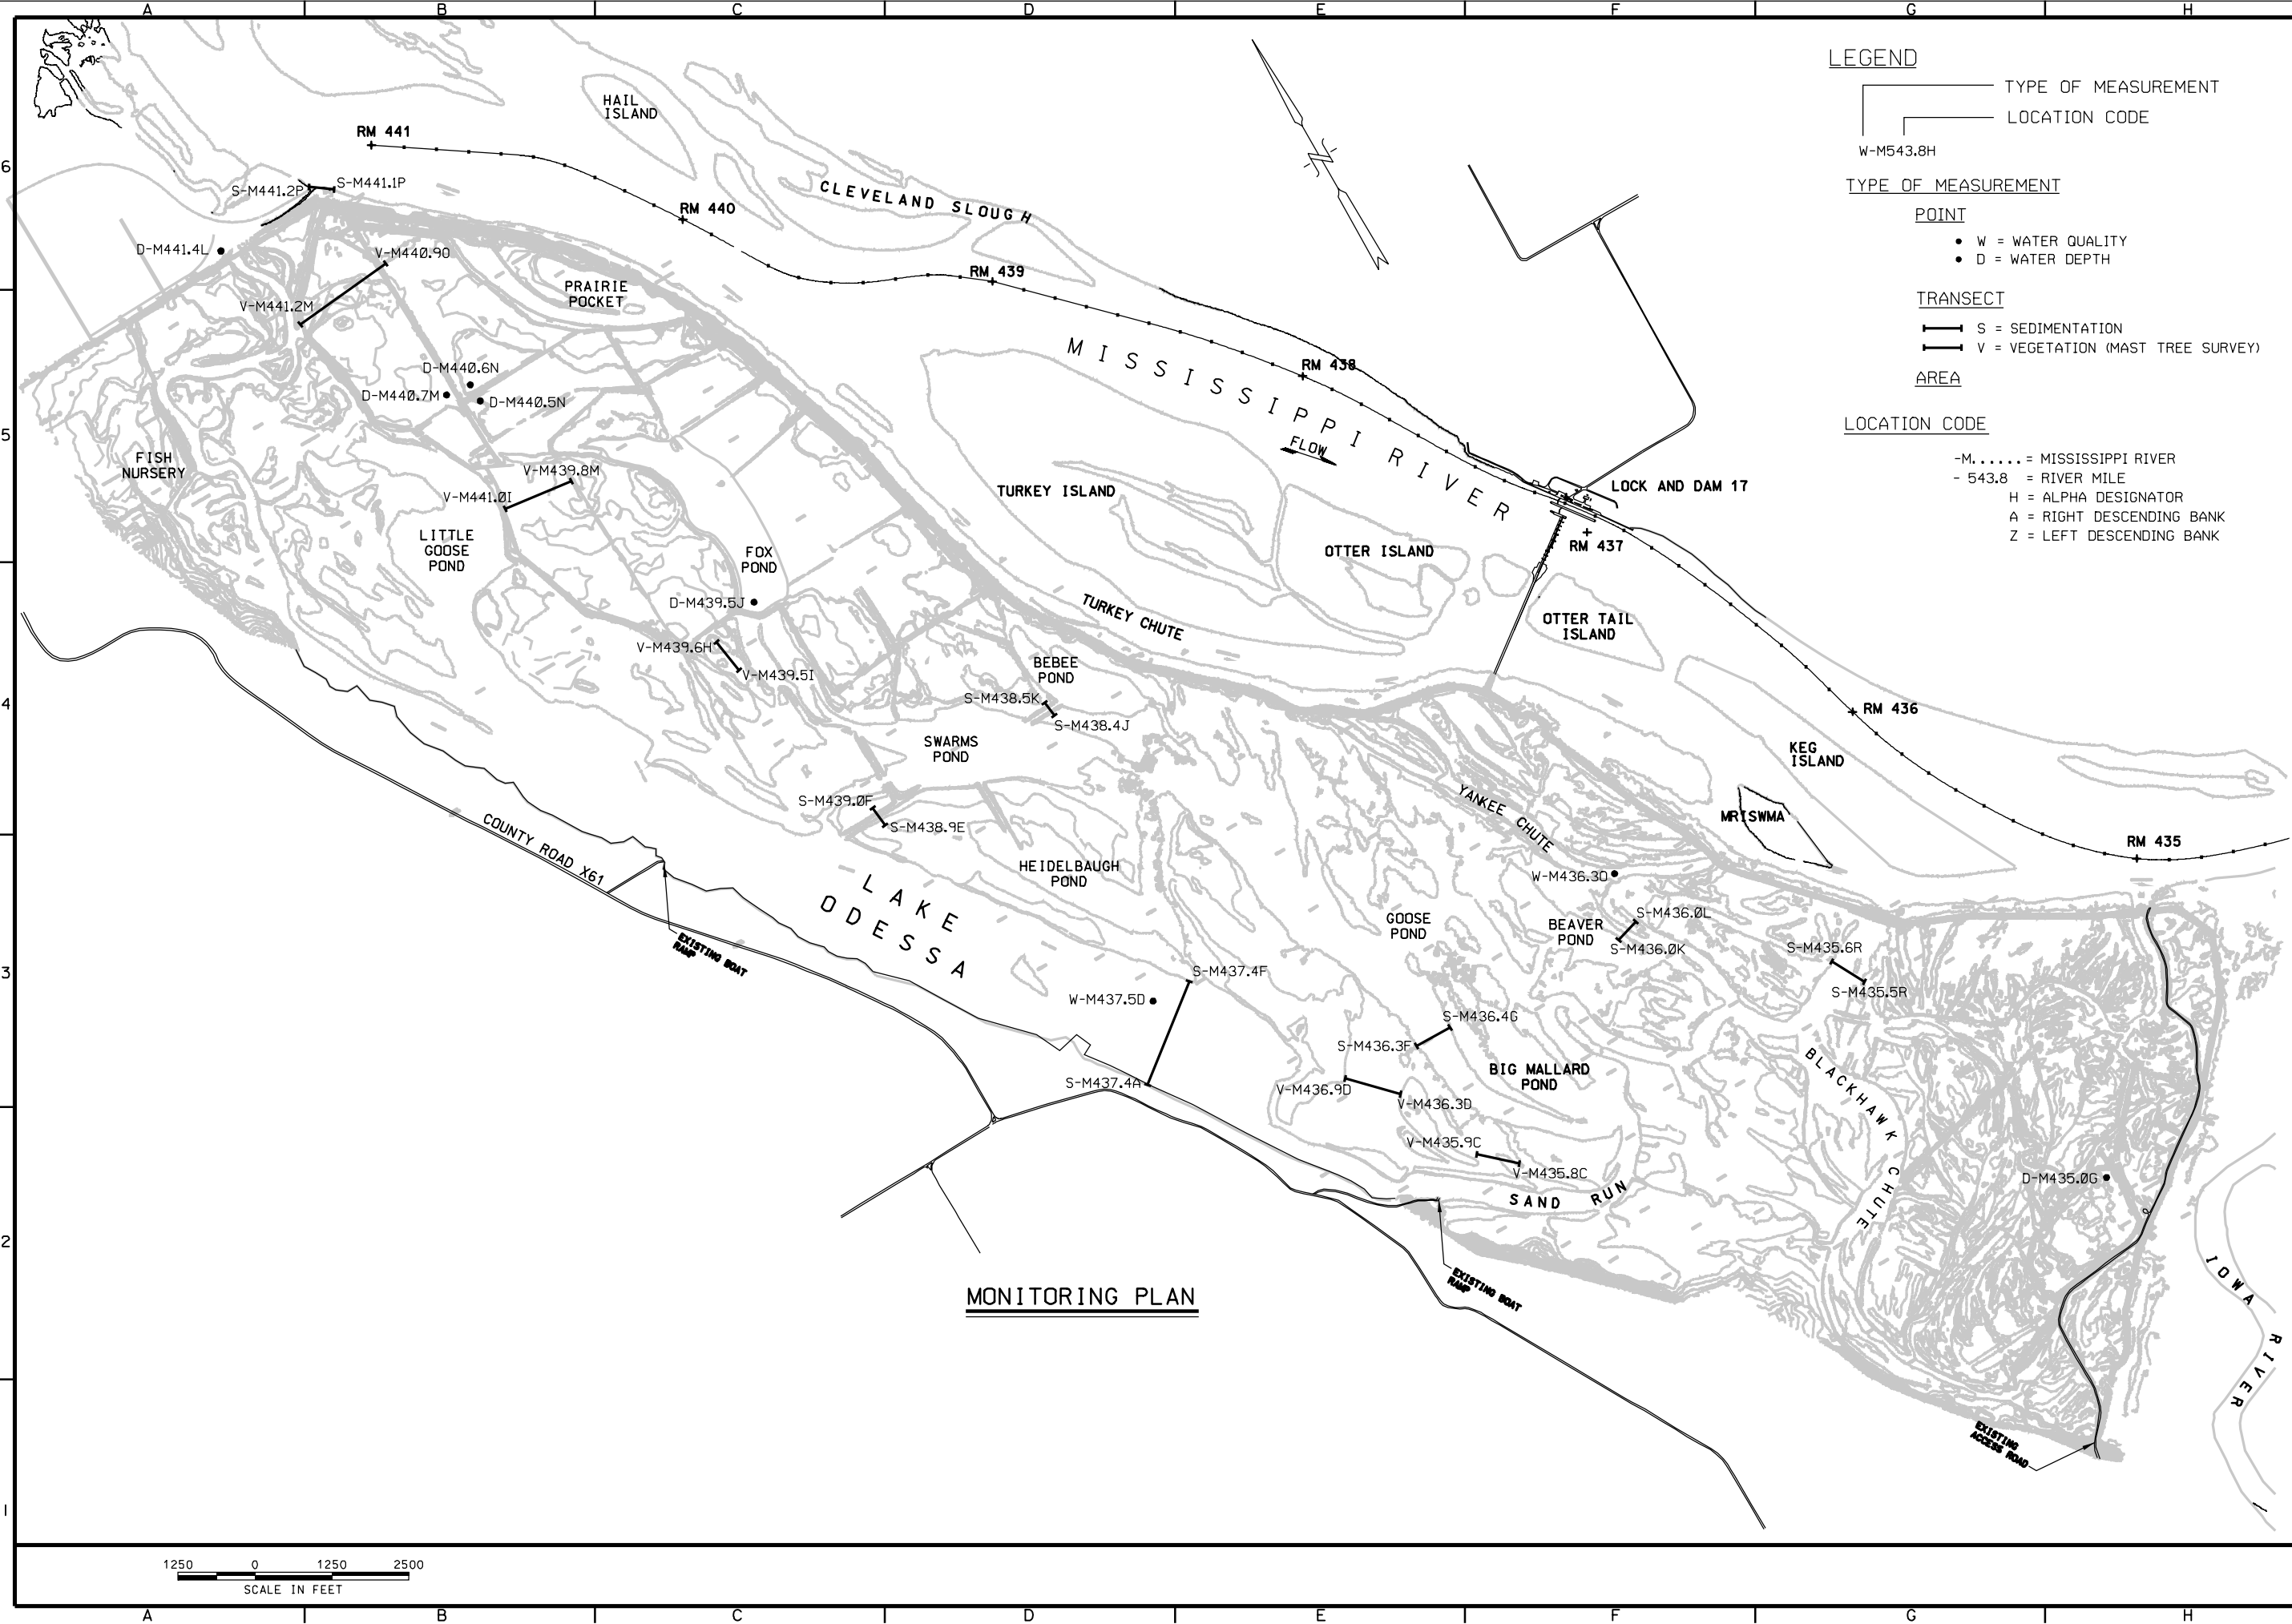 A B C D E F G H
LEGEND
TYPE OF MEASUREMENT
LOCATION CODE
W-M543.8H
TYPE OF MEASUREMENT
POINT
● W = WATER QUALITY
● D = WATER DEPTH
TRANSECT
S = SEDIMENTATION
V = VEGETATION (MAST TREE SURVEY)
AREA
LOCATION CODE
-M...... = MISSISSIPPI RIVER
- 543.8 = RIVER MILE
H = ALPHA DESIGNATOR
A = RIGHT DESCENDING BANK
Z = LEFT DESCENDING BANK
6
5
4
3
2
1
HAIL
ISLAND
RM 441
S-M441.2P
S-M441.1P
RM 440
CLEVELAND SLOUGH
D-M441.4L
V-M440.9O
RM 439
PRAIRIE
POCKET
V-M441.2M
MISSISSIPPI RIVER
RM 438
D-M440.6N
D-M440.7M
D-M440.5N
FLOW
FISH
NURSERY
V-M439.8M
V-M441.0I
TURKEY ISLAND
LOCK AND DAM 17
LITTLE
GOOSE
POND
FOX
POND
OTTER ISLAND
RM 437
D-M439.5J
TURKEY CHUTE
OTTER TAIL
ISLAND
V-M439.6H
V-M439.5I
BEBEE
POND
S-M438.5K
S-M438.4J
RM 436
SWARMS
POND
KEG
ISLAND
S-M439.0F
S-M438.9E
YANKEE CHUTE
MRISWMA
RM 435
COUNTY ROAD X61
HEIDELBAUGH
POND
LAKE
ODESSA
W-M436.3O
EXISTING BOAT
RAMP
GOOSE
POND
BEAVER
POND
S-M436.0L
S-M436.0K
S-M435.6R
S-M435.5R
S-M437.4F
W-M437.5D
S-M436.4G
S-M436.3F
S-M437.4A
BIG MALLARD
POND
V-M436.9D
V-M436.3D
BLACKHAWK CHUTE
V-M435.9C
V-M435.8C
D-M435.0G
SAND RUN
EXISTING BOAT
RAMP
IOWA RIVER
MONITORING PLAN
EXISTING
ACCESS ROAD
1250 0 1250 2500
SCALE IN FEET
A B C D E F G H